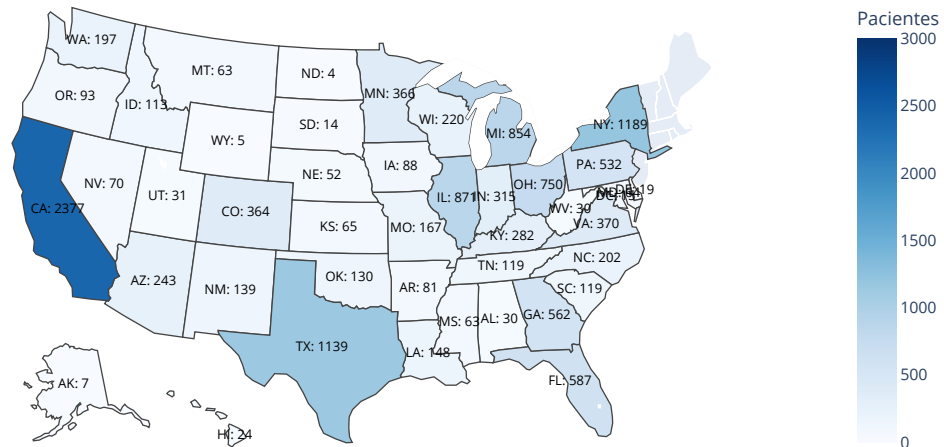 Pacientes
3000
2500
2000
1500
1000
500
0
WA: 197
MT: 63
ND: 4
MN: 366
OR: 93
ID: 113
SD: 14
WI: 220
MI: 854
NY: 1189
WY: 5
IA: 88
PA: 532
NV: 70
UT: 31
NE: 52
IL: 871
IN: 315
OH: 750
DE: 19
CA: 2377
CO: 364
KS: 65
MO: 167
KY: 282
WV: 30
VA: 370
AZ: 243
NM: 139
OK: 130
AR: 81
TN: 119
NC: 202
SC: 119
TX: 1139
LA: 148
MS: 63
AL: 30
GA: 562
FL: 587
AK: 7
HI: 24